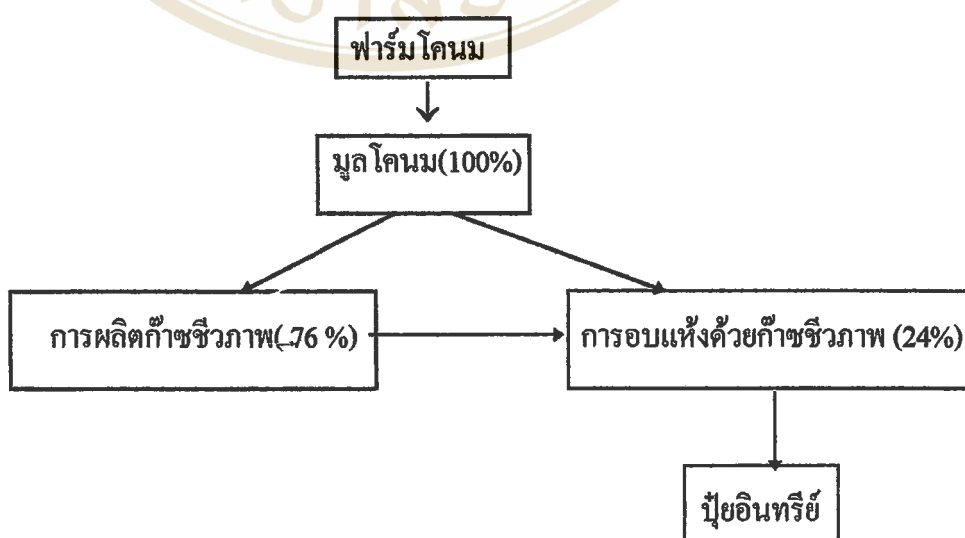 ฟาร์มโคนม
มูลโคนม(100%)
การผลิตก๊าซชีวภาพ( 76 %)
การอบแห้งด้วยก๊าซชีวภาพ (24%)
ปุ๋ยอินทรีย์